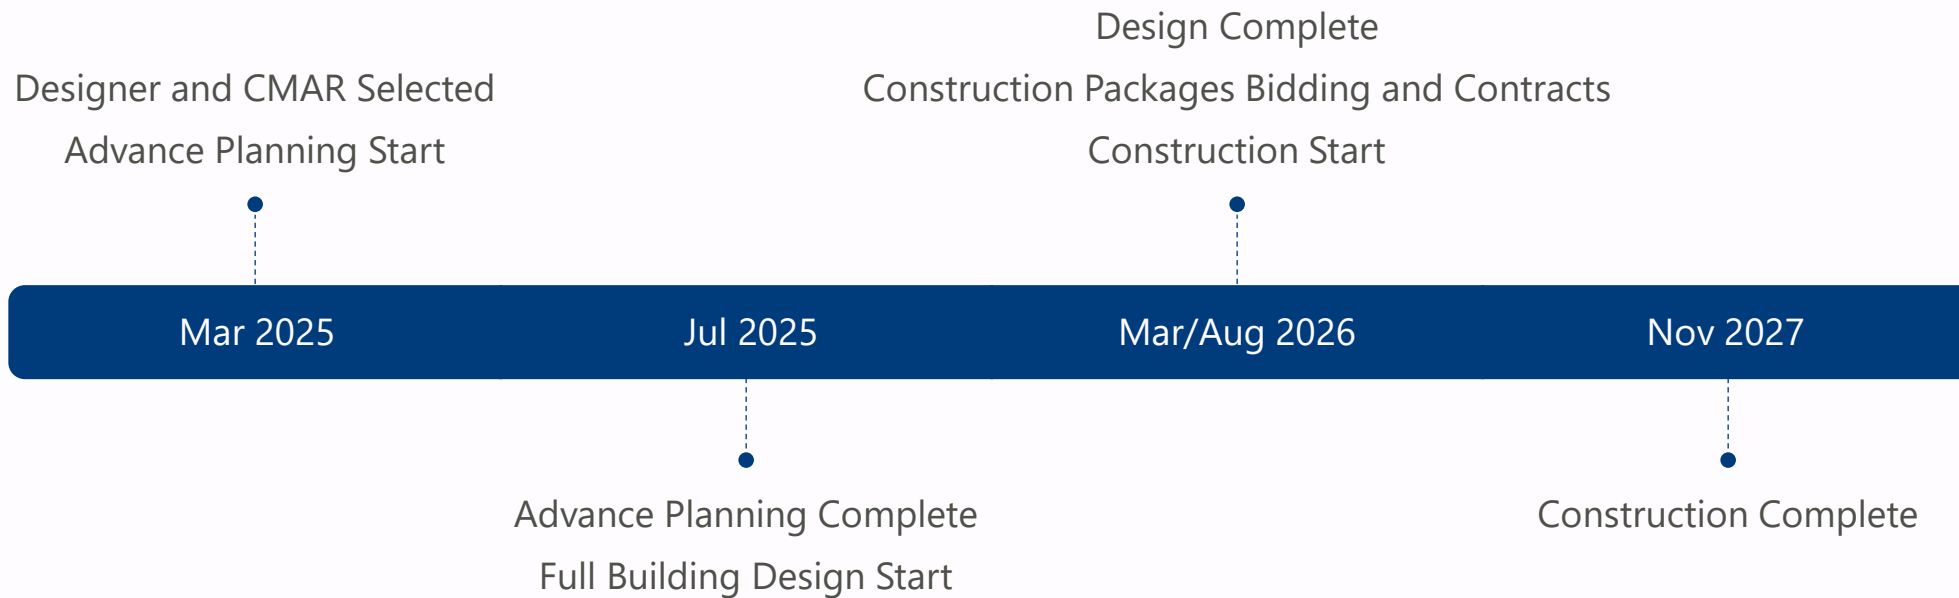 Design Complete
Designer and CMAR Selected
Construction Packages Bidding and Contracts
Advance Planning Start
Construction Start
Mar 2025
Jul 2025
Mar/Aug 2026
Nov 2027
Advance Planning Complete
Construction Complete
Full Building Design Start